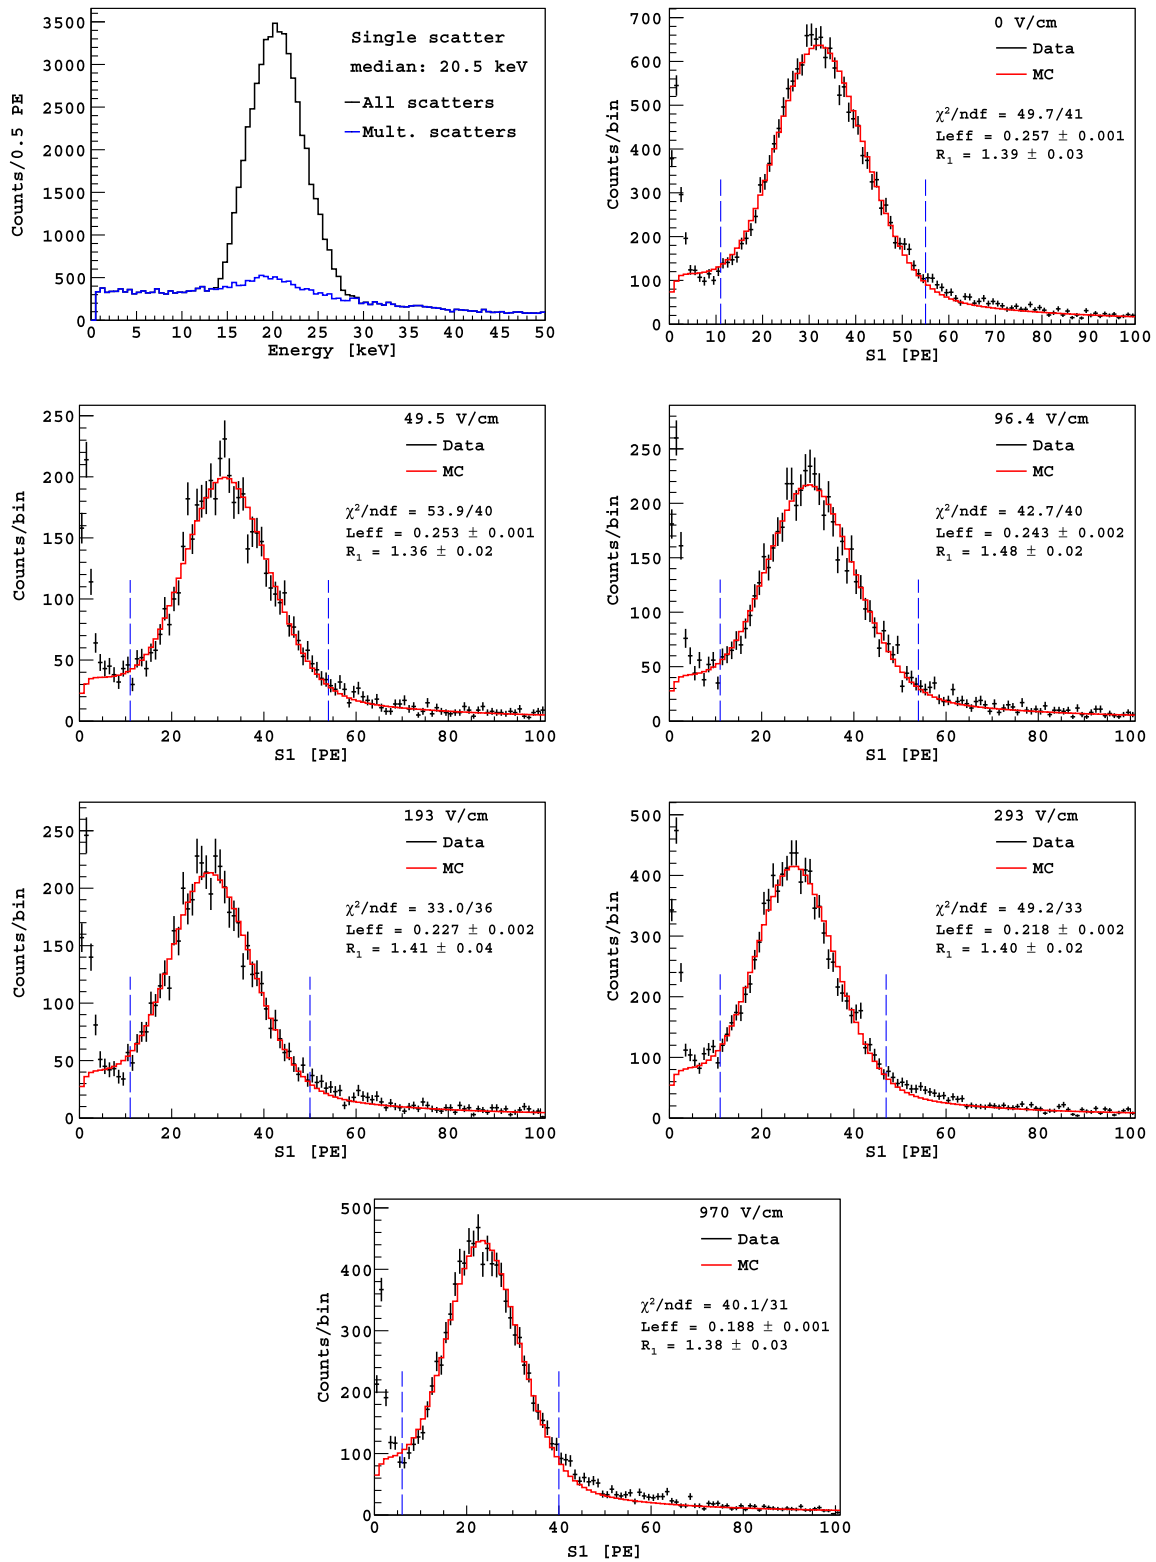 Single scatter
median: 20.5 keV
All scatters
Mult. scatters
Counts/0.5 PE
3500
3000
2500
2000
1500
1000
500
0
0 5 10 15 20 25 30 35 40 45 50
Energy [keV]
0 V/cm
Data
MC
χ²/ndf = 49.7/41
Leff = 0.257 ± 0.001
R₁ = 1.39 ± 0.03
Counts/bin
700
600
500
400
300
200
100
0
0 10 20 30 40 50 60 70 80 90 100
S1 [PE]
49.5 V/cm
Data
MC
χ²/ndf = 53.9/40
Leff = 0.253 ± 0.001
R₁ = 1.36 ± 0.02
Counts/bin
250
200
150
100
50
0
0 20 40 60 80 100
S1 [PE]
96.4 V/cm
Data
MC
χ²/ndf = 42.7/40
Leff = 0.243 ± 0.002
R₁ = 1.48 ± 0.02
Counts/bin
250
200
150
100
50
0
0 20 40 60 80 100
S1 [PE]
193 V/cm
Data
MC
χ²/ndf = 33.0/36
Leff = 0.227 ± 0.002
R₁ = 1.41 ± 0.04
Counts/bin
250
200
150
100
50
0
0 20 40 60 80 100
S1 [PE]
293 V/cm
Data
MC
χ²/ndf = 49.2/33
Leff = 0.218 ± 0.002
R₁ = 1.40 ± 0.02
Counts/bin
500
400
300
200
100
0
0 20 40 60 80 100
S1 [PE]
970 V/cm
Data
MC
χ²/ndf = 40.1/31
Leff = 0.188 ± 0.001
R₁ = 1.38 ± 0.03
Counts/bin
500
400
300
200
100
0
0 20 40 60 80 100
S1 [PE]